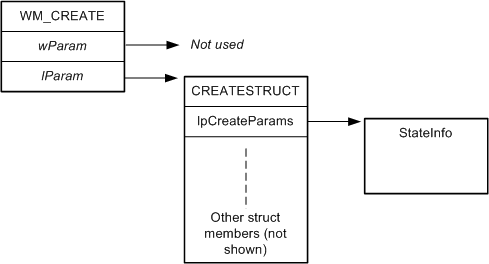 WM_CREATE
wParam
Not used
lParam
CREATESTRUCT
lpCreateParams
StateInfo
Other struct
members (not
shown)